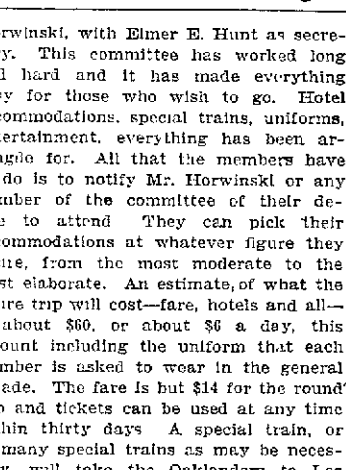 rwinski, with Elmer E. Hunt as secre-
y. This committee has worked long
d hard and it has made everything
y for those who wish to go. Hotel
commodations, special trains, uniforms,
tertainment, everything has been ar-
agde for. All that the members have
do is to notify Mr. Horwinski or any
mber of the committee of their de-
e to attend They can pick their
commodations at whatever figure they
ne, from the most moderate to the
st elaborate. An estimate, of what the
ire trip will cost—fare, hotels and all—
about $60, or about $6 a day, this
ount including the uniform that each
mber is asked to wear in the general
ade. The fare is but $14 for the round
p and tickets can be used at any time
hin thirty days A special train, or
many special trains as may be neces-
y, will take the Oaklanders to Los